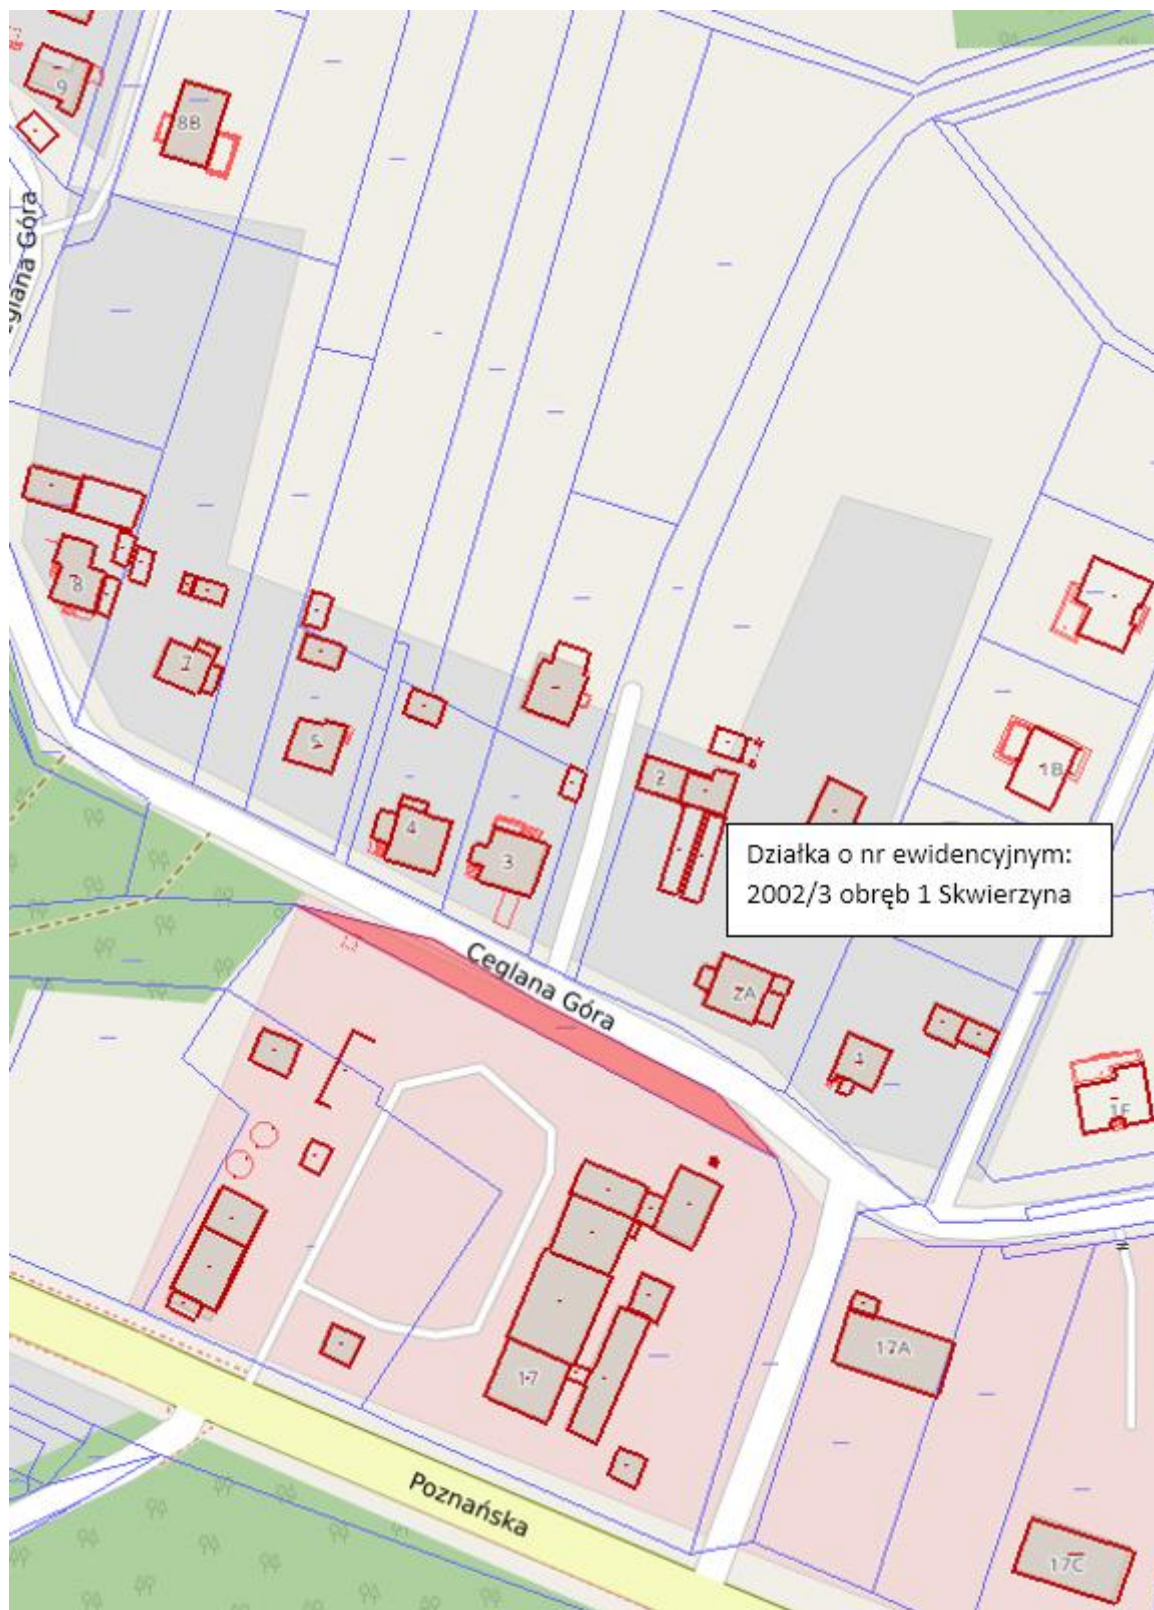 9
8B
Ceglana Góra
8
7
5
4
3
2
1B
Działka o nr ewidencyjnym:
2002/3 obręb 1 Skwierzyna
Ceglana Góra
2A
1
1F
17A
17
Poznańska
17C